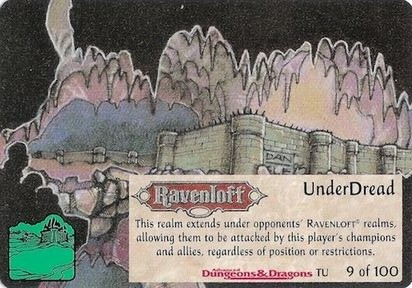 DAN
Ravenloft
UnderDread
This realm extends under opponents' RAVENLOFT® realms,
allowing them to be attacked by this player's champions
and allies, regardless of position or restrictions.
Advanced
Dungeons & Dragons TU 9 of 100